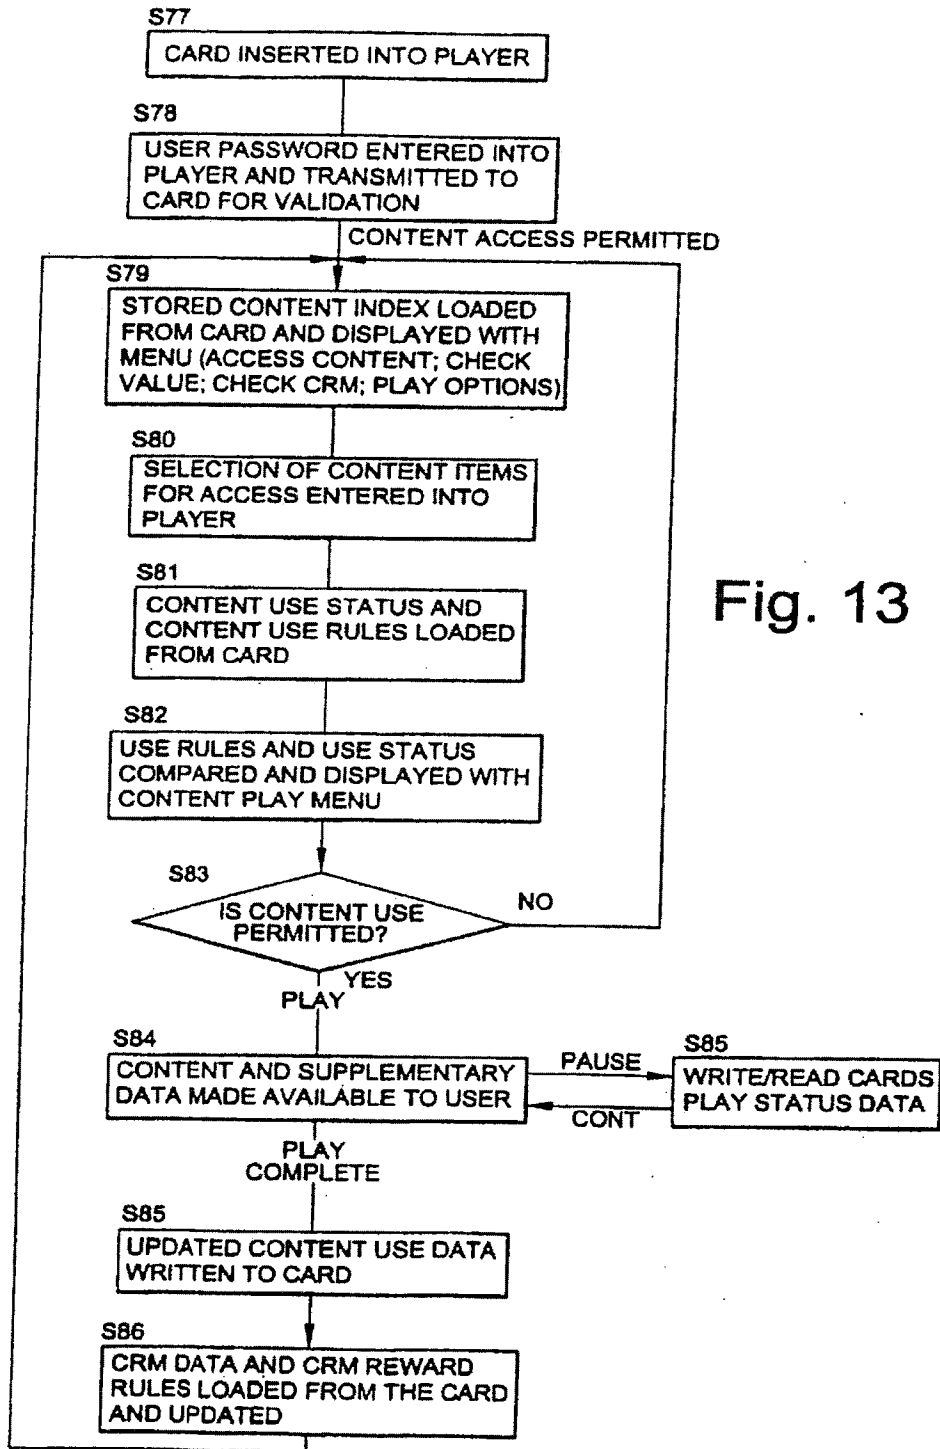 S77
CARD INSERTED INTO PLAYER
S78
USER PASSWORD ENTERED INTO
PLAYER AND TRANSMITTED TO
CARD FOR VALIDATION
CONTENT ACCESS PERMITTED
S79
STORED CONTENT INDEX LOADED
FROM CARD AND DISPLAYED WITH
MENU (ACCESS CONTENT; CHECK
VALUE; CHECK CRM; PLAY OPTIONS)
S80
SELECTION OF CONTENT ITEMS
FOR ACCESS ENTERED INTO
PLAYER
S81
CONTENT USE STATUS AND
CONTENT USE RULES LOADED
FROM CARD
Fig. 13
S82
USE RULES AND USE STATUS
COMPARED AND DISPLAYED WITH
CONTENT PLAY MENU
S83
IS CONTENT USE
PERMITTED?
NO
YES
PLAY
S84
CONTENT AND SUPPLEMENTARY
DATA MADE AVAILABLE TO USER
PAUSE
CONT
S85
WRITE/READ CARDS
PLAY STATUS DATA
PLAY
COMPLETE
S85
UPDATED CONTENT USE DATA
WRITTEN TO CARD
S86
CRM DATA AND CRM REWARD
RULES LOADED FROM THE CARD
AND UPDATED